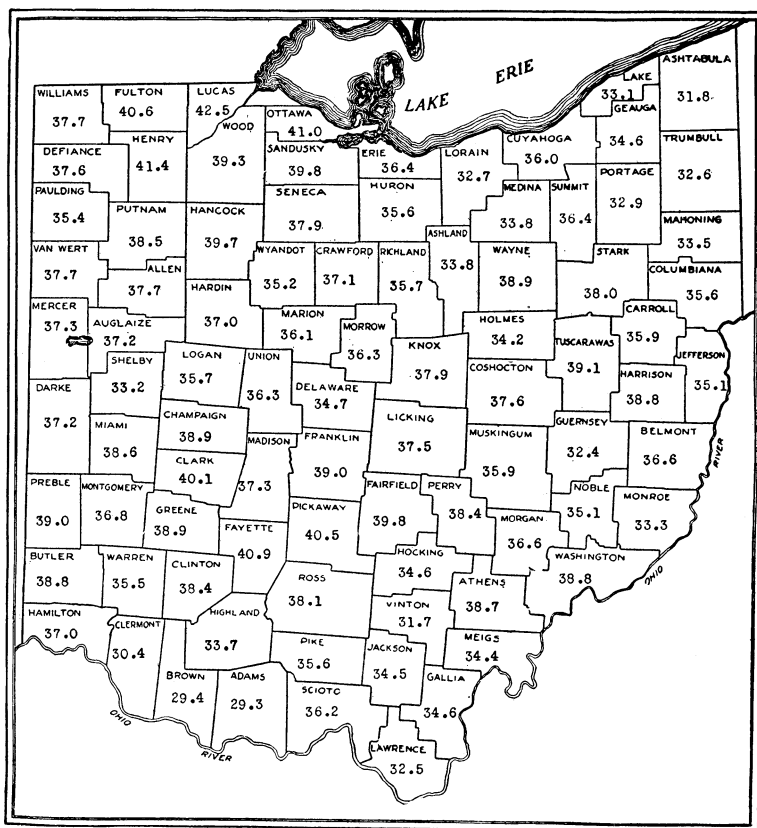 LAKE ERIE
WILLIAMS
37.7
FULTON
40.6
LUCAS
42.5
OTTAWA
41.0
WOOD
39.3
SANDUSKY
39.8
ERIE
36.4
LORAIN
32.7
CUYAHOGA
36.0
LAKE
33.1
GEAUGA
34.6
ASHTABULA
31.8
TRUMBULL
32.6
DEFIANCE
37.6
HENRY
41.4
PAULDING
35.4
PUTNAM
38.5
HANCOCK
39.7
SENECA
37.9
HURON
35.6
ASHLAND
33.8
MEDINA
33.8
SUMMIT
36.4
PORTAGE
32.9
MAHONING
33.5
VAN WERT
37.7
ALLEN
37.7
HARDIN
37.0
WYANDOT
35.2
CRAWFORD
37.1
RICHLAND
35.7
WAYNE
38.9
STARK
38.0
COLUMBIANA
35.6
MERCER
37.3
AUGLAIZE
37.2
MARION
36.1
MORROW
36.3
KNOX
37.9
HOLMES
34.2
TUSCARAWAS
39.1
CARROLL
35.9
JEFFERSON
35.1
DARKE
37.2
SHELBY
33.2
LOGAN
35.7
UNION
36.3
DELAWARE
34.7
COSHOCTON
37.6
HARRISON
38.8
MIAMI
38.6
CHAMPAIGN
38.9
CLARK
40.1
MADISON
37.3
FRANKLIN
39.0
LICKING
37.5
MUSKINGUM
35.9
GUERNSEY
32.4
BELMONT
36.6
PREBLE
39.0
MONTGOMERY
36.8
GREENE
38.9
FAYETTE
40.9
PICKAWAY
40.5
FAIRFIELD
39.8
PERRY
38.4
MORGAN
36.6
NOBLE
35.1
MONROE
33.3
BUTLER
38.8
WARREN
35.5
CLINTON
38.4
ROSS
38.1
HOCKING
34.6
ATHENS
38.7
WASHINGTON
38.8
HAMILTON
37.0
CLERMONT
30.4
HIGHLAND
33.7
PIKE
35.6
JACKSON
34.5
VINTON
31.7
MEIGS
34.4
BROWN
29.4
ADAMS
29.3
SCIOTO
36.2
GALLIA
34.6
LAWRENCE
32.5
OHIO RIVER
OHIO RIVER